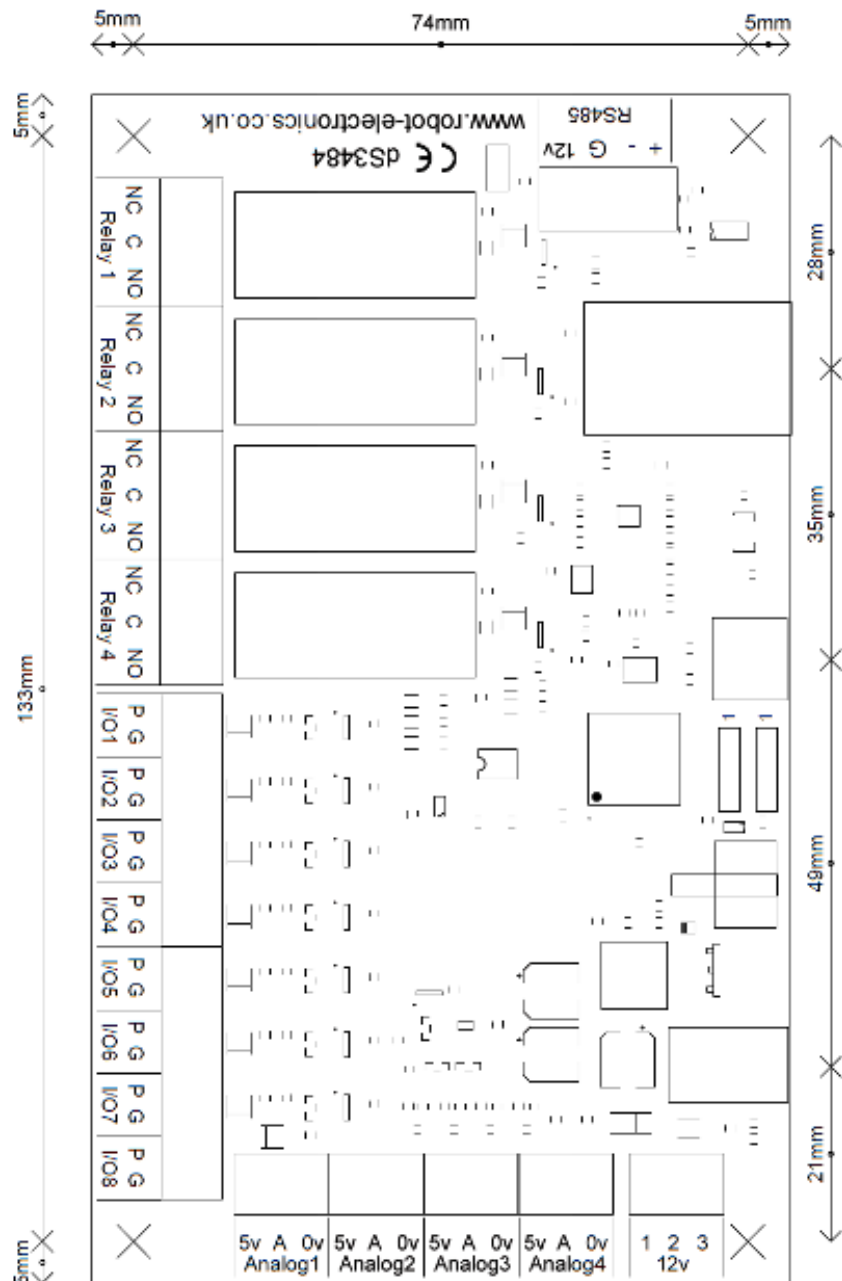 5mm
74mm
5mm
5mm
www.robot-electronics.co.uk
CE dS3484
RS485
+ - G 12v
NC C NO
Relay 1
NC C NO
Relay 2
NC C NO
Relay 3
NC C NO
Relay 4
28mm
35mm
133mm
49mm
21mm
P G
I/O1
P G
I/O2
P G
I/O3
P G
I/O4
P G
I/O5
P G
I/O6
P G
I/O7
P G
I/O8
1 1
5v A 0v 5v A 0v 5v A 0v 5v A 0v 1 2 3
Analog1 Analog2 Analog3 Analog4 12v
5mm